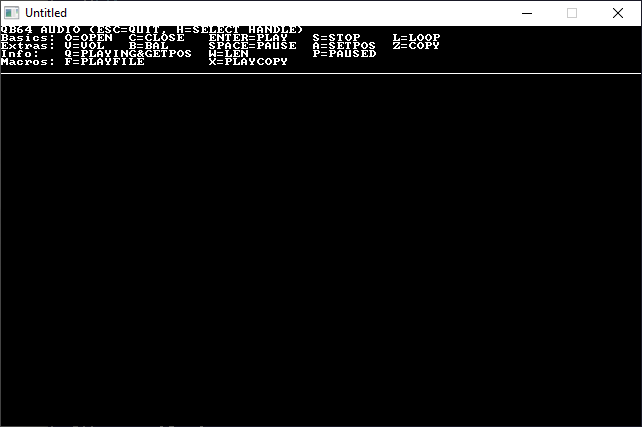 Untitled
QB64 AUDIO (ESC=QUIT, H=SELECT HANDLE)
Basics: O=OPEN  C=CLOSE   ENTER=PLAY   S=STOP    L=LOOP
Extras: V=VOL   B=BAL     SPACE=PAUSE  A=SETPOS  Z=COPY
Info:   Q=PLAYING&GETPOS  W=LEN        P=PAUSED
Macros: F=PLAYFILE        X=PLAYCOPY